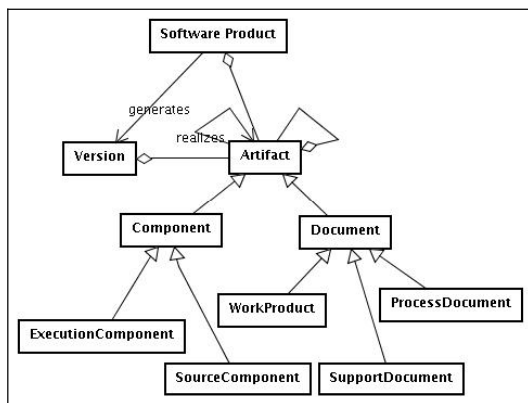 Software Product
generates
realizes
Version
Artifact
Component
Document
WorkProduct
ProcessDocument
ExecutionComponent
SourceComponent
SupportDocument